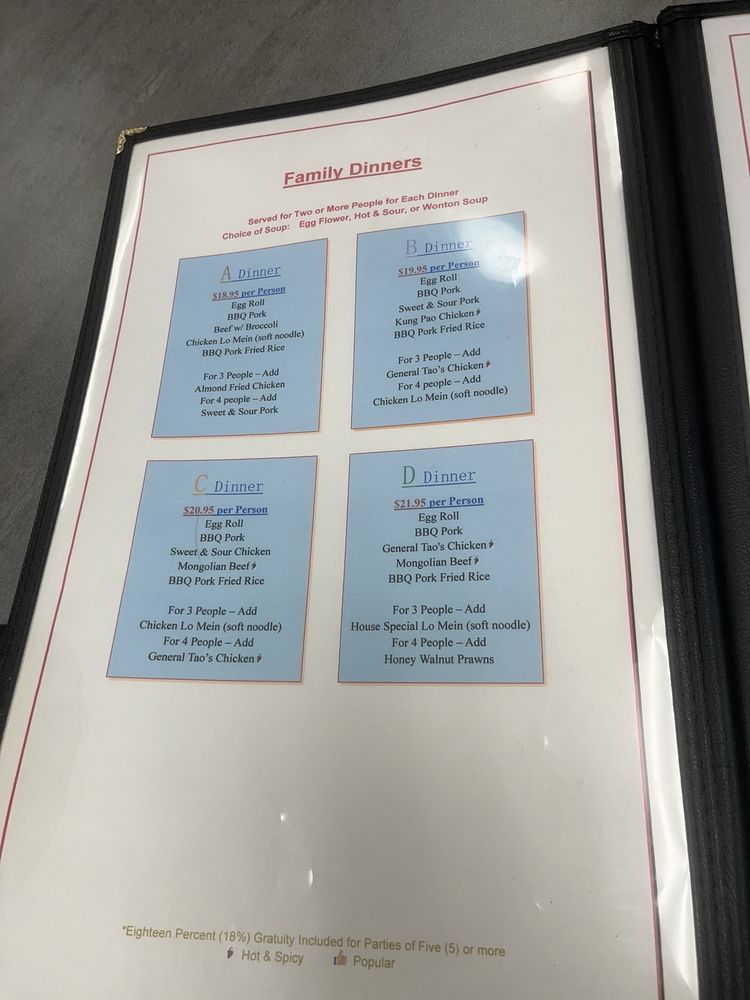 Family Dinners
Served for Two or More People for Each Dinner
Choice of Soup: Egg Flower, Hot & Sour, or Wonton Soup
A Dinner
$18.95 per Person
Egg Roll
BBQ Pork
Beef w/ Broccoli
Chicken Lo Mein (soft noodle)
BBQ Pork Fried Rice
For 3 People – Add
Almond Fried Chicken
For 4 people – Add
Sweet & Sour Pork
B Dinner
$19.95 per Person
Egg Roll
BBQ Pork
Sweet & Sour Pork
Kung Pao Chicken
BBQ Pork Fried Rice
For 3 People – Add
General Tao's Chicken
For 4 people – Add
Chicken Lo Mein (soft noodle)
C Dinner
$20.95 per Person
Egg Roll
BBQ Pork
Sweet & Sour Chicken
Mongolian Beef
BBQ Pork Fried Rice
For 3 People – Add
Chicken Lo Mein (soft noodle)
For 4 People – Add
General Tao's Chicken
D Dinner
$21.95 per Person
Egg Roll
BBQ Pork
General Tao's Chicken
Mongolian Beef
BBQ Pork Fried Rice
For 3 People – Add
House Special Lo Mein (soft noodle)
For 4 People – Add
Honey Walnut Prawns
*Eighteen Percent (18%) Gratuity Included for Parties of Five (5) or more
Hot & Spicy Popular